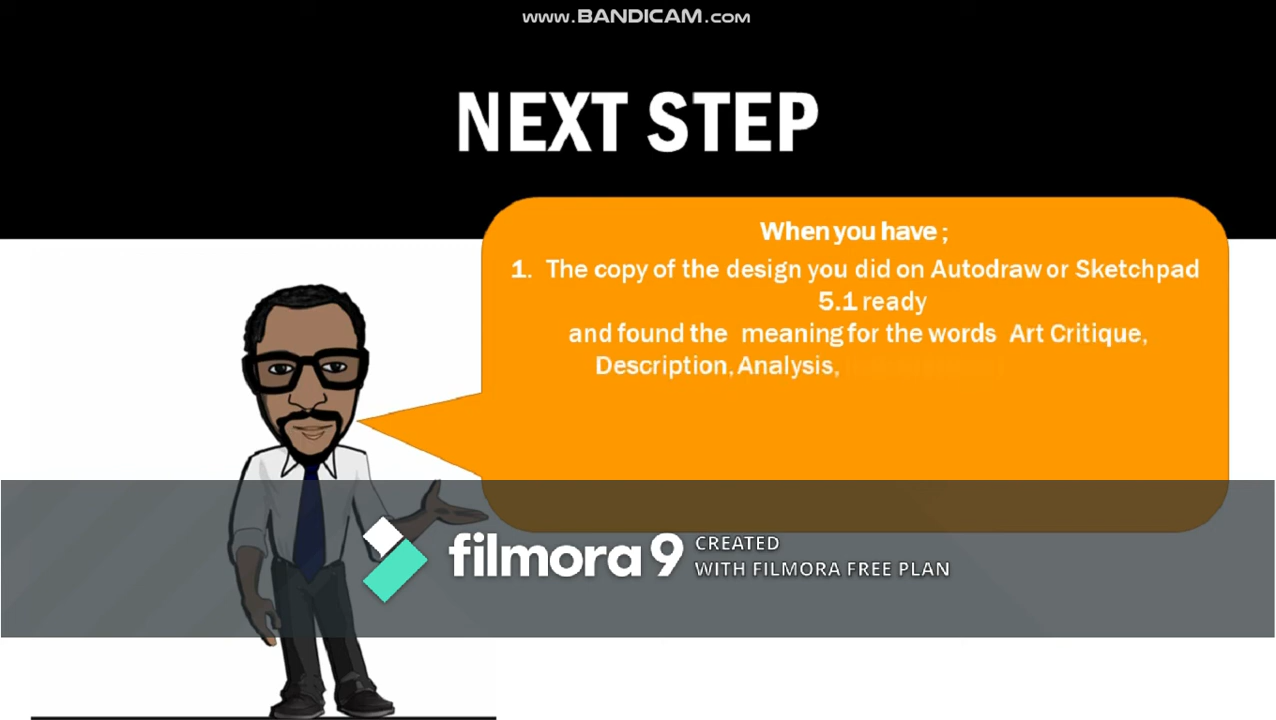 www.BANDICAM.com
NEXT STEP
When you have ;
1. The copy of the design you did on Autodraw or Sketchpad
5.1 ready
and found the meaning for the words Art Critique,
Description, Analysis,
filmora 9
CREATED
WITH FILMORA FREE PLAN